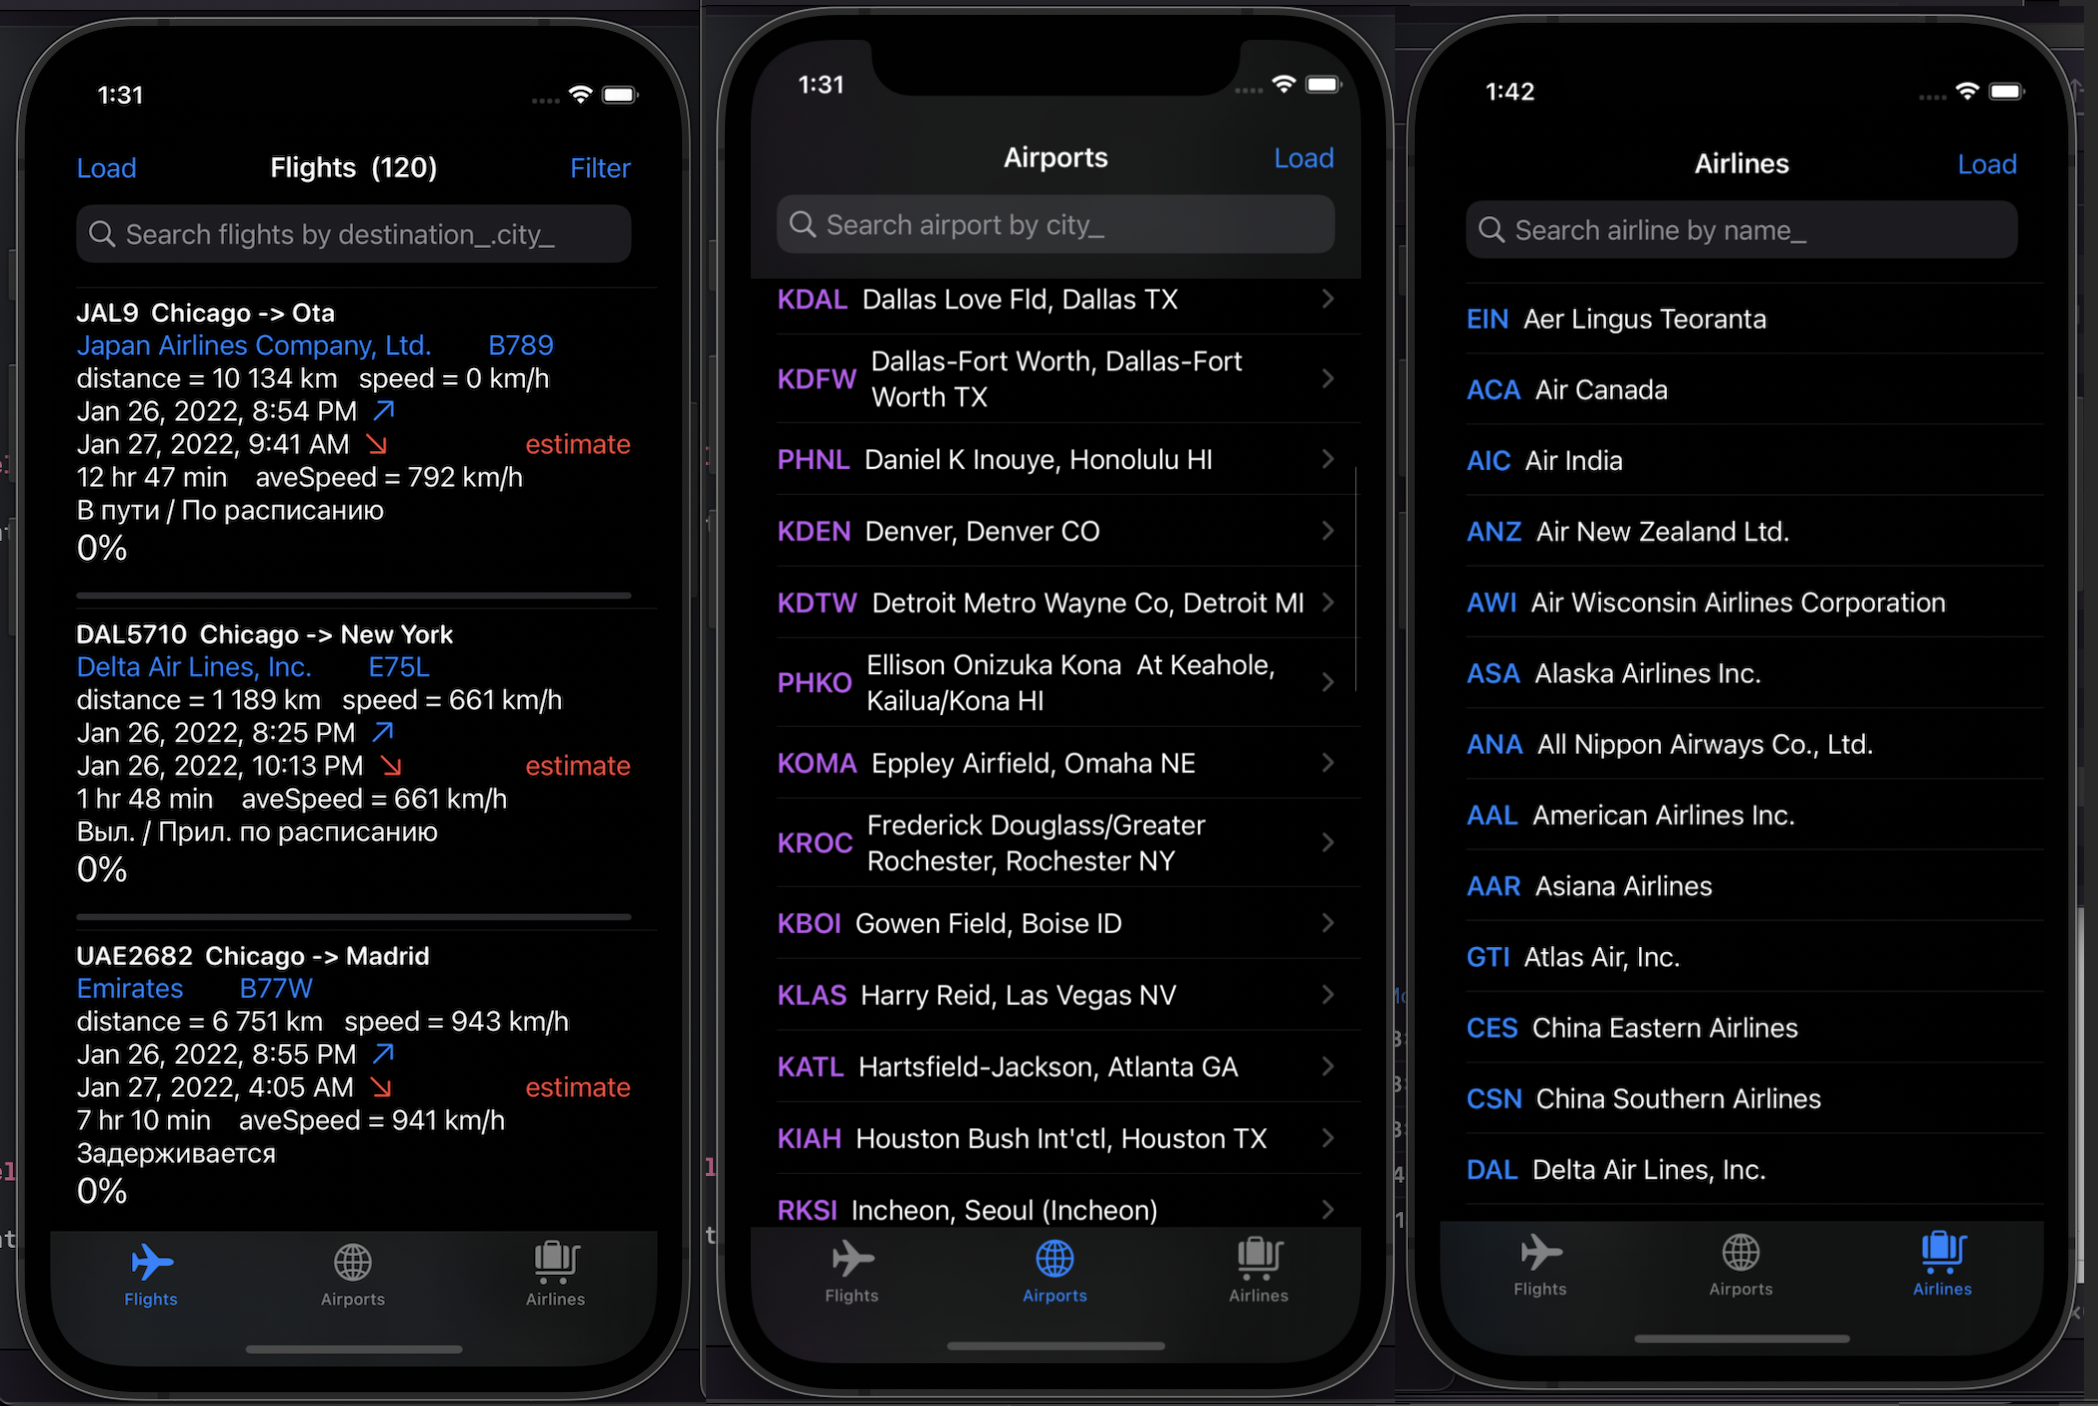 1:31
Load Flights (120) Filter
Search flights by destination_.city_
JAL9 Chicago -> Ota
Japan Airlines Company, Ltd. B789
distance = 10 134 km speed = 0 km/h
Jan 26, 2022, 8:54 PM ↗
Jan 27, 2022, 9:41 AM ↘ estimate
12 hr 47 min aveSpeed = 792 km/h
В пути / По расписанию
0%
DAL5710 Chicago -> New York
Delta Air Lines, Inc. E75L
distance = 1 189 km speed = 661 km/h
Jan 26, 2022, 8:25 PM ↗
Jan 26, 2022, 10:13 PM ↘ estimate
1 hr 48 min aveSpeed = 661 km/h
Выл. / Прил. по расписанию
0%
UAE2682 Chicago -> Madrid
Emirates B77W
distance = 6 751 km speed = 943 km/h
Jan 26, 2022, 8:55 PM ↗
Jan 27, 2022, 4:05 AM ↘ estimate
7 hr 10 min aveSpeed = 941 km/h
Задерживается
0%
Flights Airports Airlines
1:31
Airports Load
Search airport by city_
KDAL Dallas Love Fld, Dallas TX
KDFW Dallas-Fort Worth, Dallas-Fort
Worth TX
PHNL Daniel K Inouye, Honolulu HI
KDEN Denver, Denver CO
KDTW Detroit Metro Wayne Co, Detroit MI
PHKO Ellison Onizuka Kona At Keahole,
Kailua/Kona HI
KOMA Eppley Airfield, Omaha NE
KROC Frederick Douglass/Greater
Rochester, Rochester NY
KBOI Gowen Field, Boise ID
KLAS Harry Reid, Las Vegas NV
KATL Hartsfield-Jackson, Atlanta GA
KIAH Houston Bush Int'ctl, Houston TX
RKSI Incheon, Seoul (Incheon)
Flights Airports Airlines
1:42
Airlines Load
Search airline by name_
EIN Aer Lingus Teoranta
ACA Air Canada
AIC Air India
ANZ Air New Zealand Ltd.
AWI Air Wisconsin Airlines Corporation
ASA Alaska Airlines Inc.
ANA All Nippon Airways Co., Ltd.
AAL American Airlines Inc.
AAR Asiana Airlines
GTI Atlas Air, Inc.
CES China Eastern Airlines
CSN China Southern Airlines
DAL Delta Air Lines, Inc.
Flights Airports Airlines